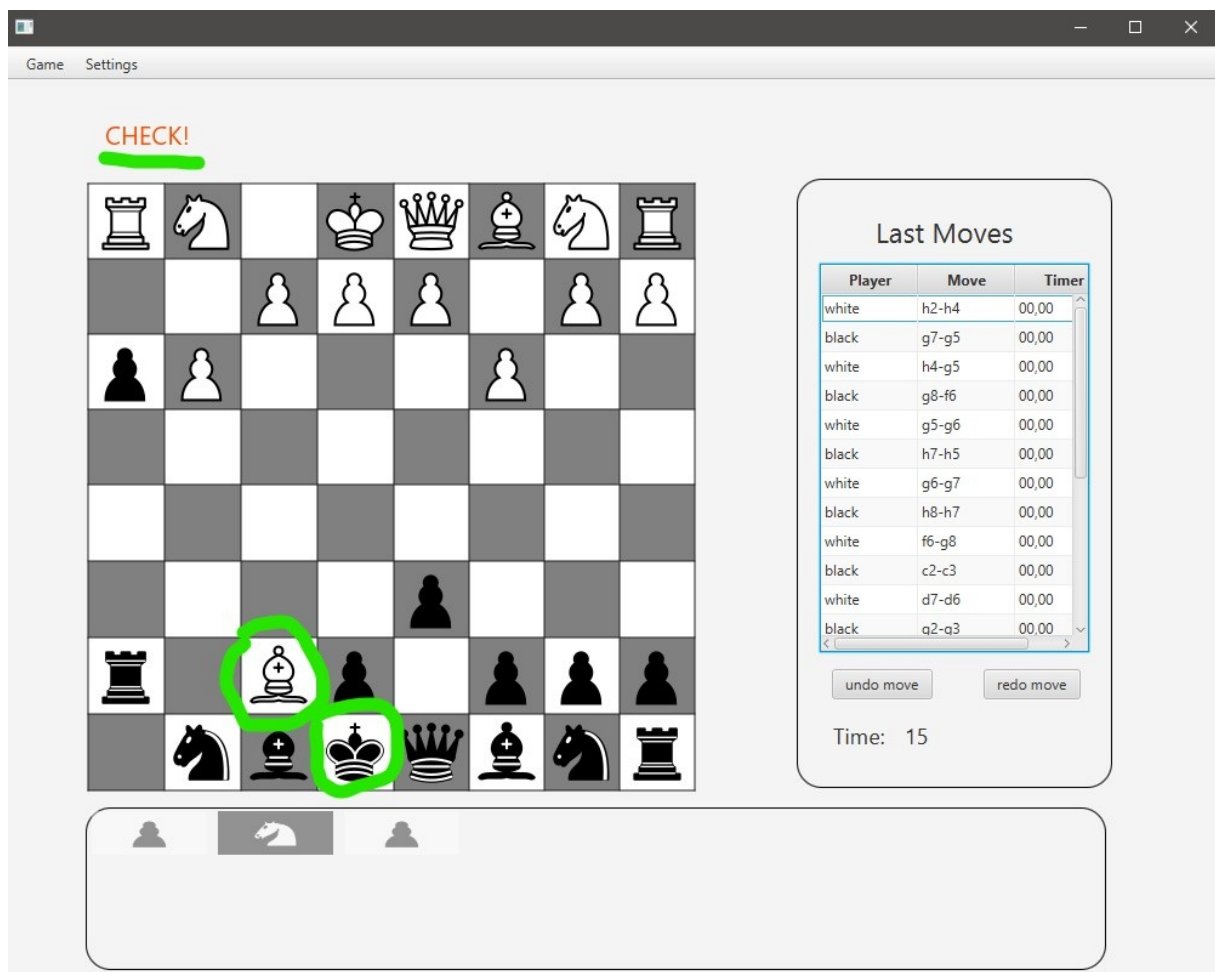 Game Settings
CHECK!
Last Moves
Player Move Timer
white h2-h4 00,00
black g7-g5 00,00
white h4-g5 00,00
black g8-f6 00,00
white g5-g6 00,00
black h7-h5 00,00
white g6-g7 00,00
black h8-h7 00,00
white f6-g8 00,00
black c2-c3 00,00
white d7-d6 00,00
black g2-g3 00,00
undo move redo move
Time: 15